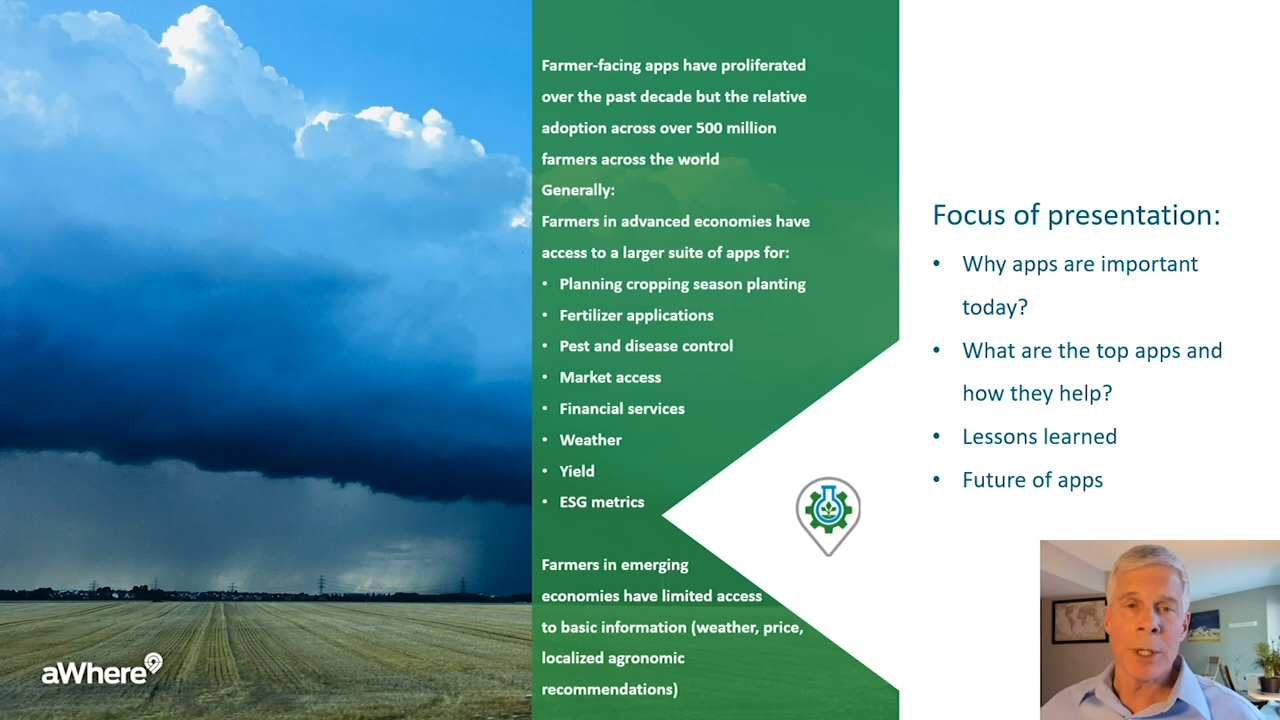 Farmer-facing apps have proliferated
over the past decade but the relative
adoption across over 500 million
farmers across the world
Generally:
Farmers in advanced economies have
access to a larger suite of apps for:
• Planning cropping season planting
• Fertilizer applications
• Pest and disease control
• Market access
• Financial services
• Weather
• Yield
• ESG metrics
Farmers in emerging
economies have limited access
to basic information (weather, price,
localized agronomic
recommendations)
Focus of presentation:
• Why apps are important
today?
• What are the top apps and
how they help?
• Lessons learned
• Future of apps
aWhere